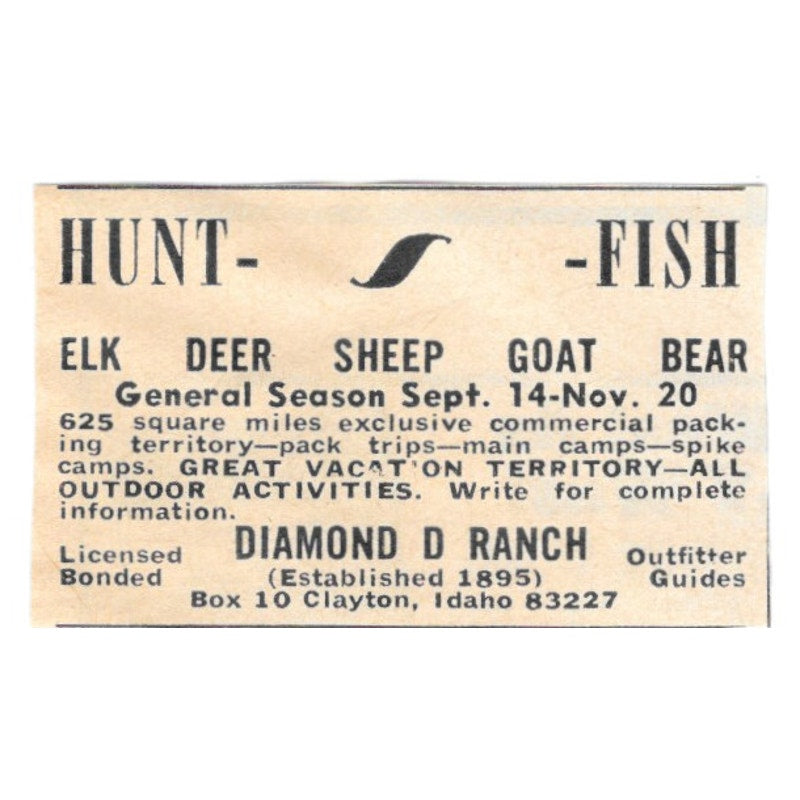 HUNT- -FISH
ELK DEER SHEEP GOAT BEAR
General Season Sept. 14-Nov. 20
625 square miles exclusive commercial pack-
ing territory—pack trips—main camps—spike
camps. GREAT VACAT'ON TERRITORY—ALL
OUTDOOR ACTIVITIES. Write for complete
information.
Licensed DIAMOND D RANCH Outfitter
Bonded (Established 1895) Guides
Box 10 Clayton, Idaho 83227